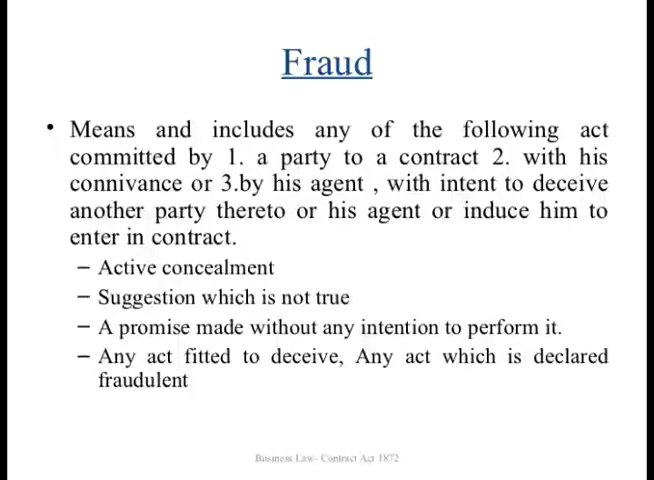 Fraud
• Means and includes any of the following act
committed by 1. a party to a contract 2. with his
connivance or 3.by his agent , with intent to deceive
another party thereto or his agent or induce him to
enter in contract.
– Active concealment
– Suggestion which is not true
– A promise made without any intention to perform it.
– Any act fitted to deceive, Any act which is declared
fraudulent
Business Law- Contract Act 1872